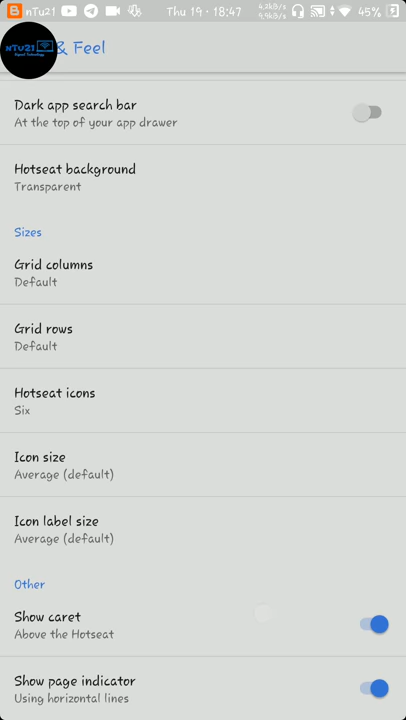 nTu21 Thu 19 · 18:47 45%
nTU21
& Feel
Dark app search bar
At the top of your app drawer
Hotseat background
Transparent
Sizes
Grid columns
Default
Grid rows
Default
Hotseat icons
Six
Icon size
Average (default)
Icon label size
Average (default)
Other
Show caret
Above the Hotseat
Show page indicator
Using horizontal lines